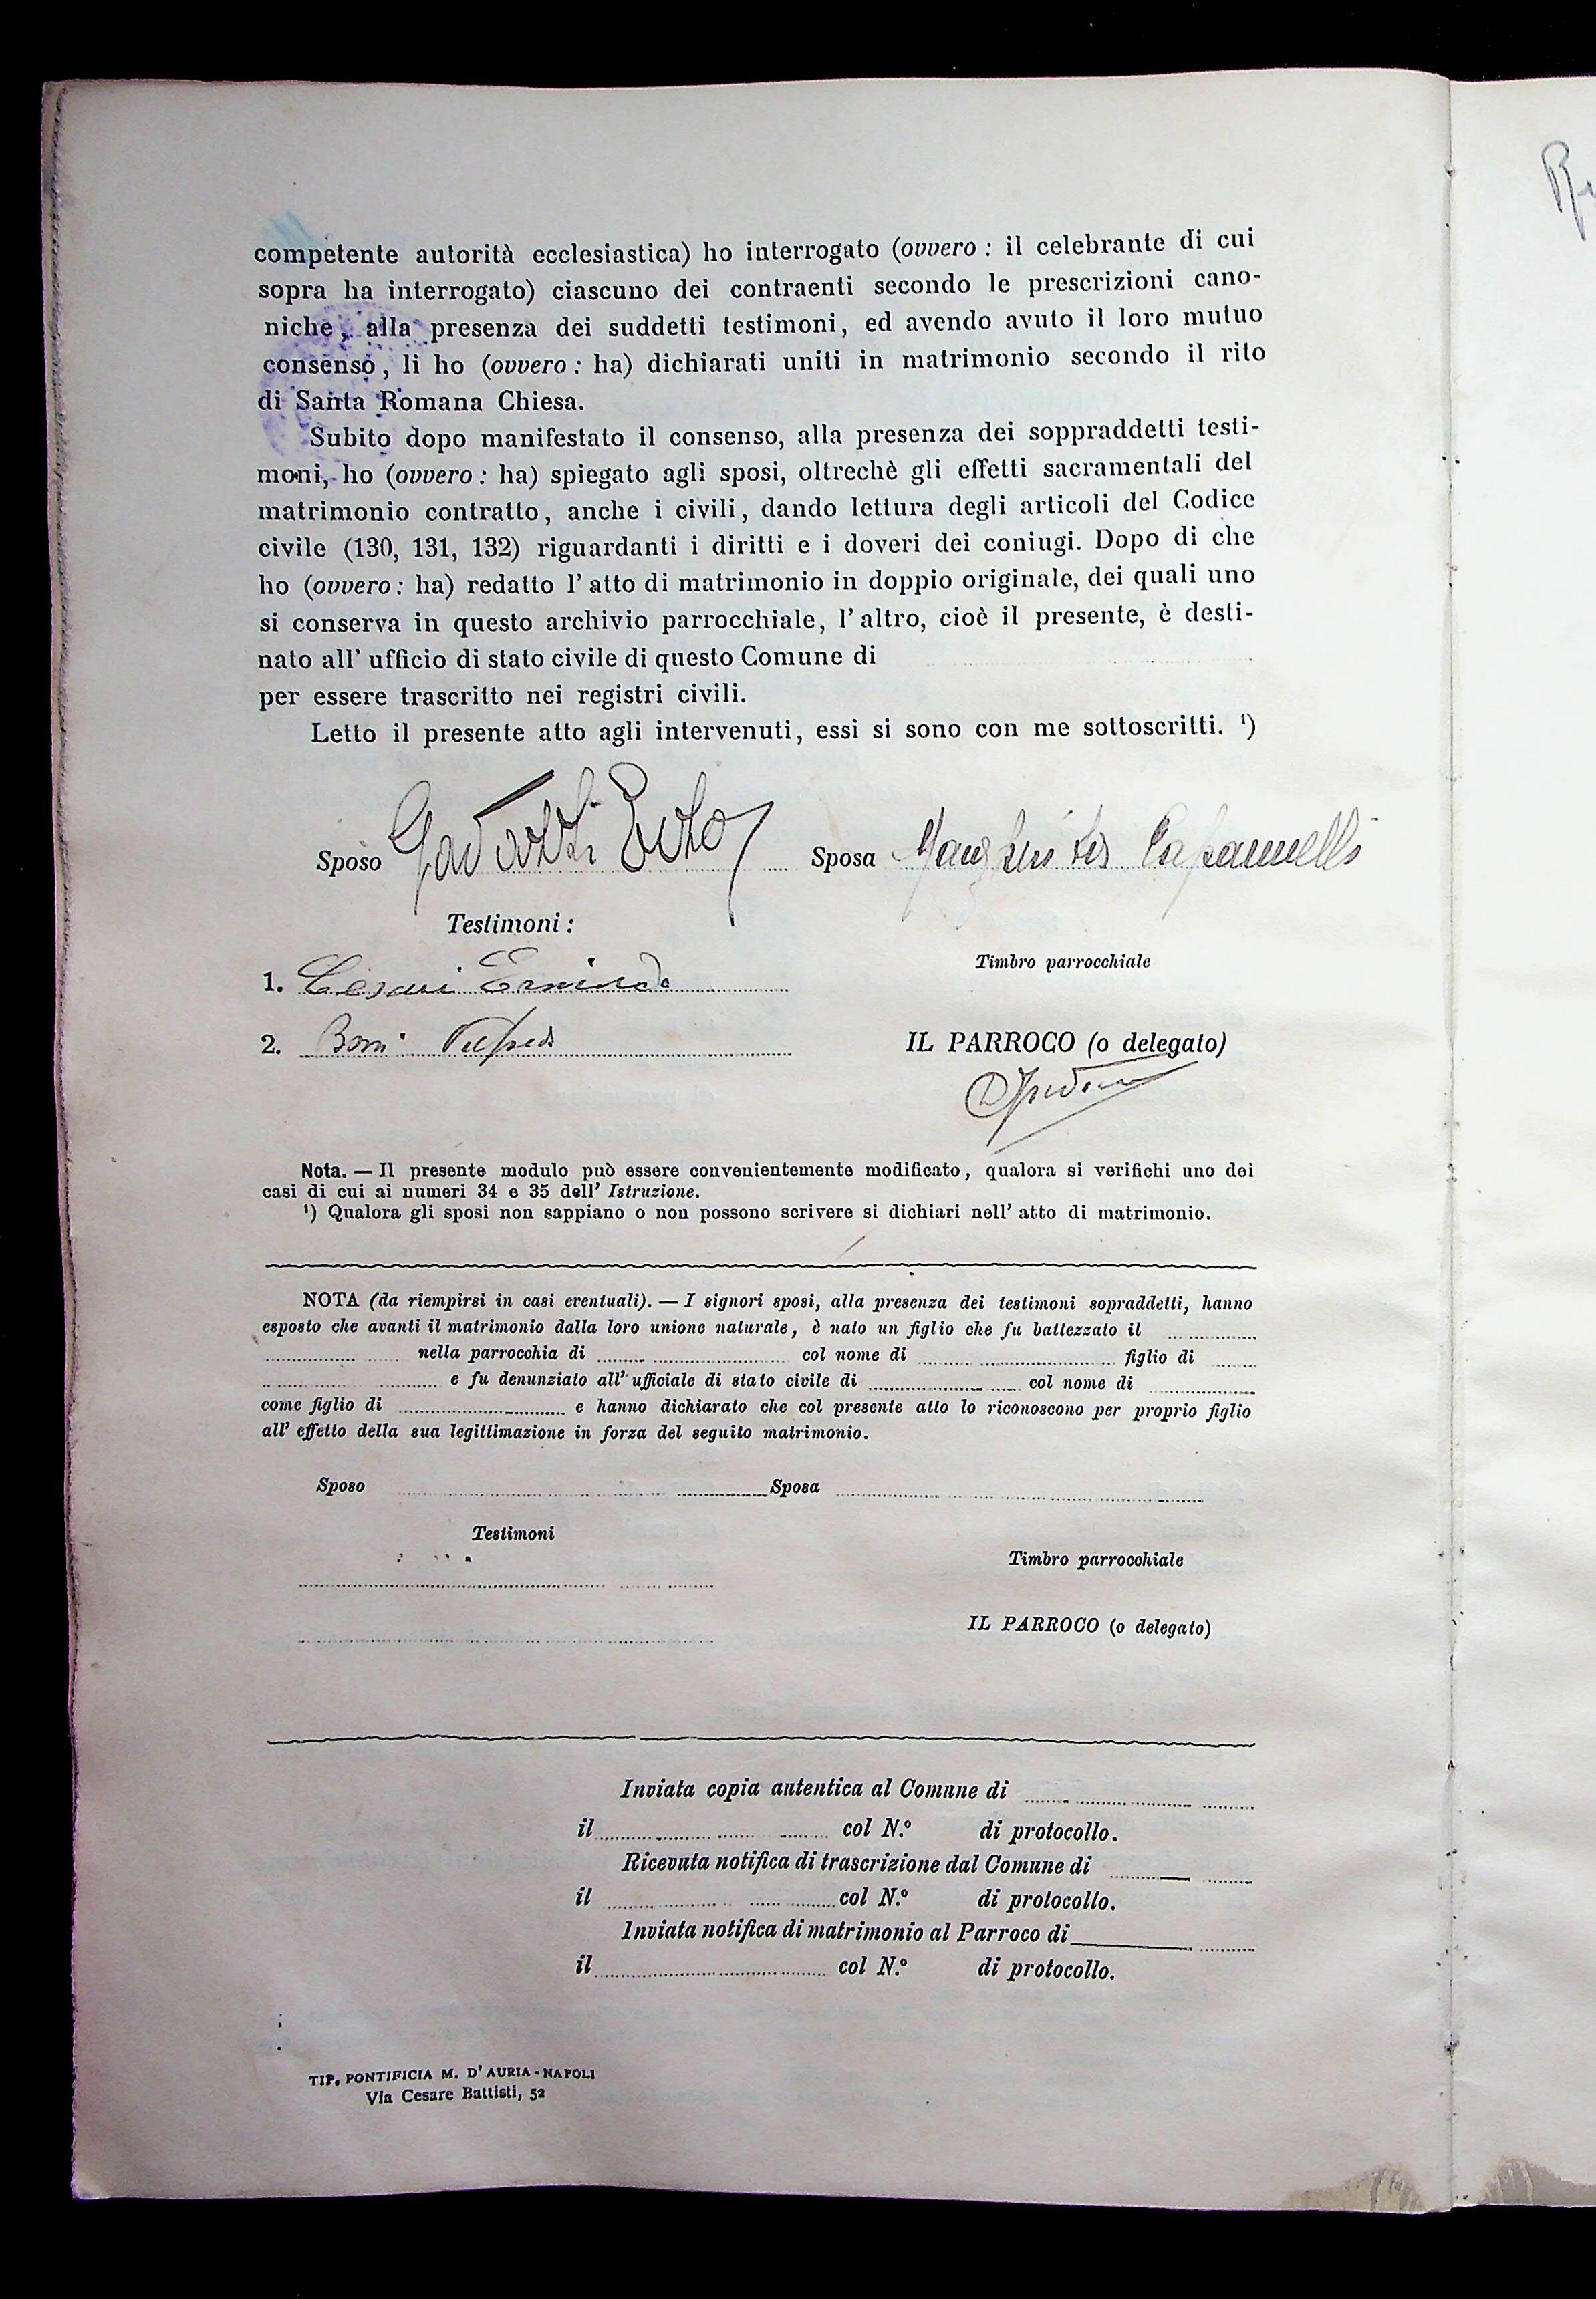 competente autorità ecclesiastica) ho interrogato (ovvero : il celebrante di cui
sopra ha interrogato) ciascuno dei contraenti secondo le prescrizioni cano-
niche, alla presenza dei suddetti testimoni, ed avendo avuto il loro mutuo
consenso, li ho (ovvero : ha) dichiarati uniti in matrimonio secondo il rito
di Santa Romana Chiesa.
Subito dopo manifestato il consenso, alla presenza dei soppraddetti testi-
moni, ho (ovvero : ha) spiegato agli sposi, oltrechè gli effetti sacramentali del
matrimonio contratto, anche i civili, dando lettura degli articoli del Codice
civile (130, 131, 132) riguardanti i diritti e i doveri dei coniugi. Dopo di che
ho (ovvero : ha) redatto l' atto di matrimonio in doppio originale, dei quali uno
si conserva in questo archivio parrocchiale, l' altro, cioè il presente, è desti-
nato all' ufficio di stato civile di questo Comune di
per essere trascritto nei registri civili.
Letto il presente atto agli intervenuti, essi si sono con me sottoscritti. ¹)
Sposo Sposa Margherita Capannelli
Testimoni :
Timbro parrocchiale
1. Cesari
2. Boni
IL PARROCO (o delegato)
Nota. — Il presente modulo può essere convenientemente modificato, qualora si verifichi uno dei
casi di cui ai numeri 34 e 35 dell' Istruzione.
¹) Qualora gli sposi non sappiano o non possono scrivere si dichiari nell' atto di matrimonio.
NOTA (da riempirsi in casi eventuali). — I signori sposi, alla presenza dei testimoni sopraddetti, hanno
esposto che avanti il matrimonio dalla loro unione naturale, è nato un figlio che fu battezzato il
nella parrocchia di col nome di figlio di
e fu denunziato all' ufficiale di stato civile di col nome di
come figlio di e hanno dichiarato che col presente atto lo riconoscono per proprio figlio
all' effetto della sua legittimazione in forza del seguito matrimonio.
Sposo Sposa
Testimoni
Timbro parrocchiale
IL PARROCO (o delegato)
Inviata copia autentica al Comune di
il col N.º di protocollo.
Ricevuta notifica di trascrizione dal Comune di
il col N.º di protocollo.
Inviata notifica di matrimonio al Parroco di
il col N.º di protocollo.
TIP. PONTIFICIA M. D' AURIA - NAPOLI
Via Cesare Battisti, 52